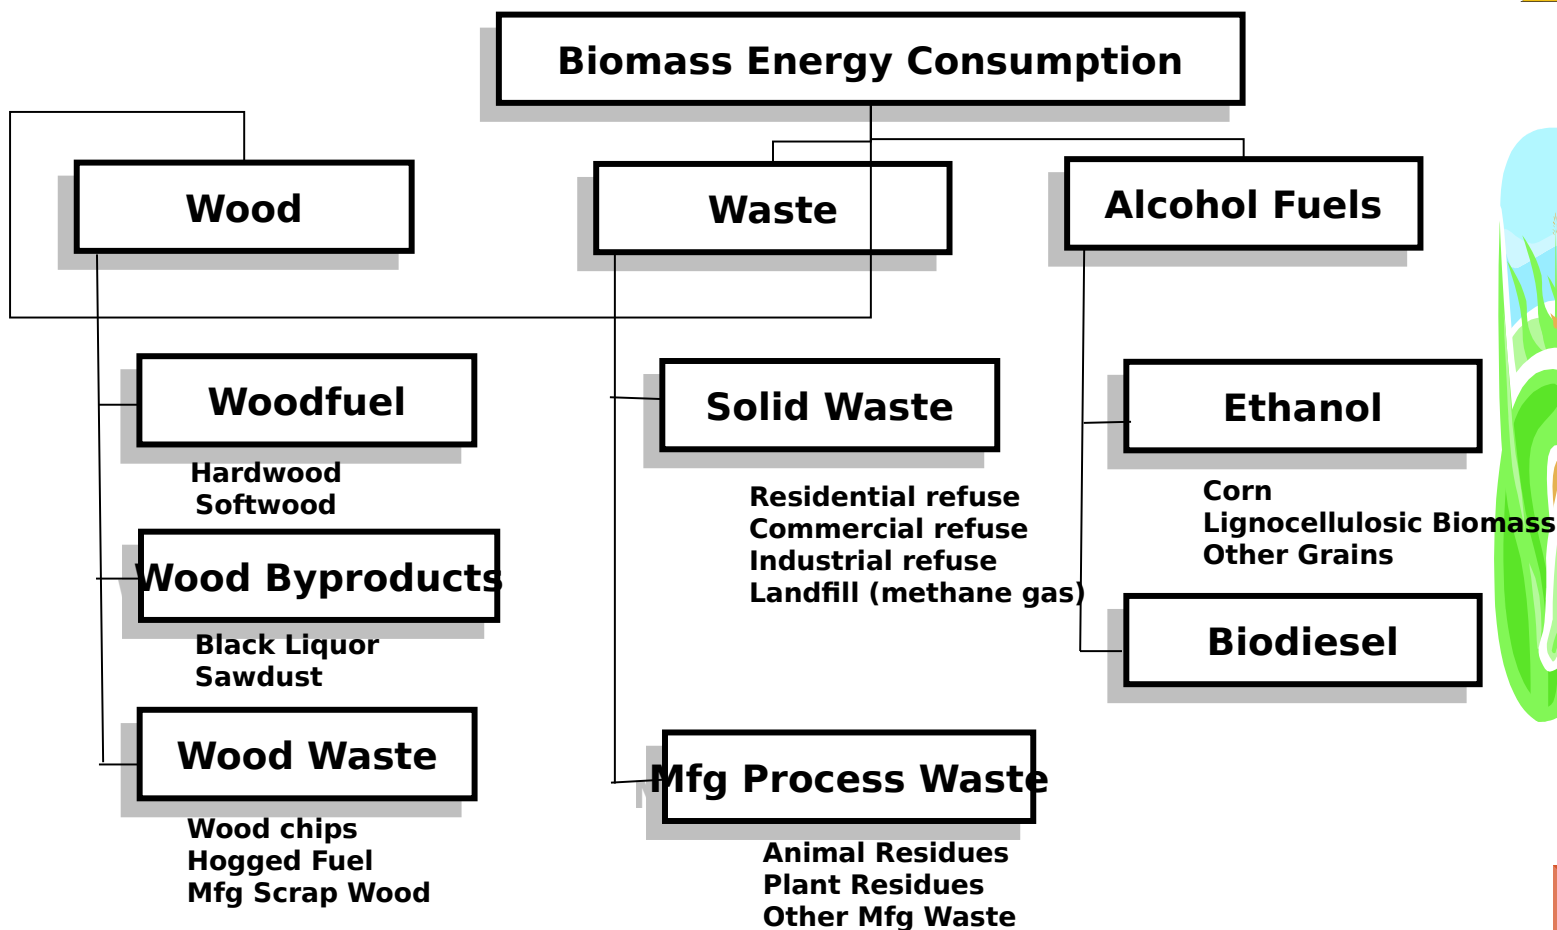 Biomass Energy Consumption
Wood
Waste
Alcohol Fuels
Woodfuel
Hardwood
Softwood
Wood Byproducts
Black Liquor
Sawdust
Wood Waste
Wood chips
Hogged Fuel
Mfg Scrap Wood
Solid Waste
Residential refuse
Commercial refuse
Industrial refuse
Landfill (methane gas)
Mfg Process Waste
Animal Residues
Plant Residues
Other Mfg Waste
Ethanol
Corn
Lignocellulosic Biomass
Other Grains
Biodiesel